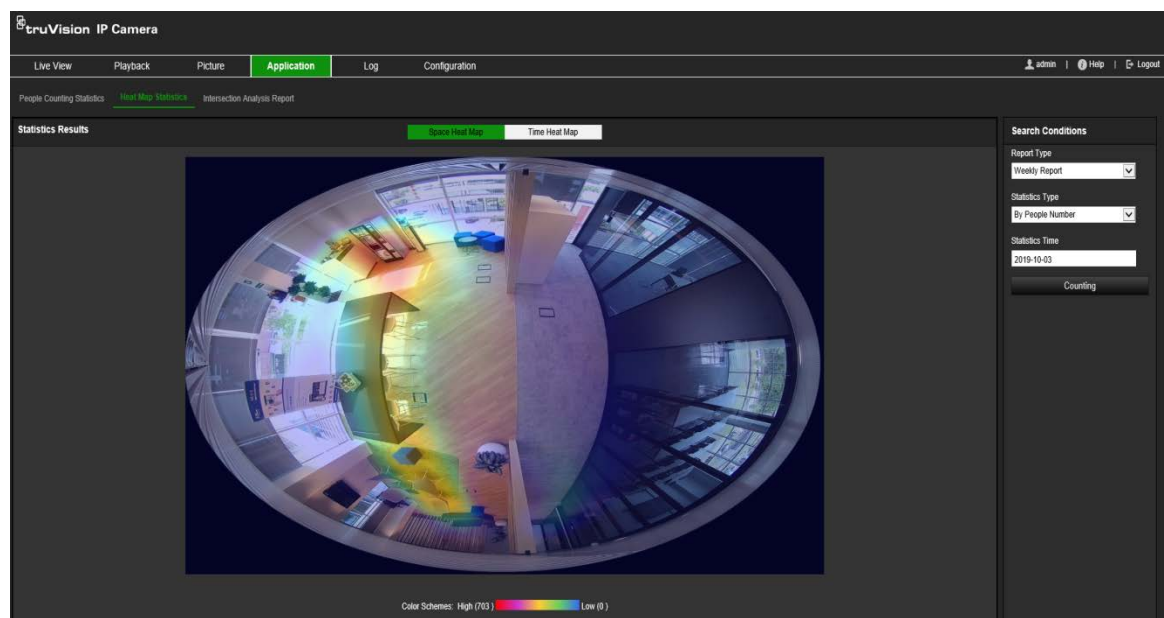 truVision IP Camera
Live View Playback Picture Application Log Configuration admin | Help | Logout
People Counting Statistics Heat Map Statistics Intersection Analysis Report
Statistics Results Space Heat Map Time Heat Map Search Conditions
Report Type
Weekly Report
Statistics Type
By People Number
Statistics Time
2019-10-03
Counting
Color Schemes: High (703 ) Low (0 )